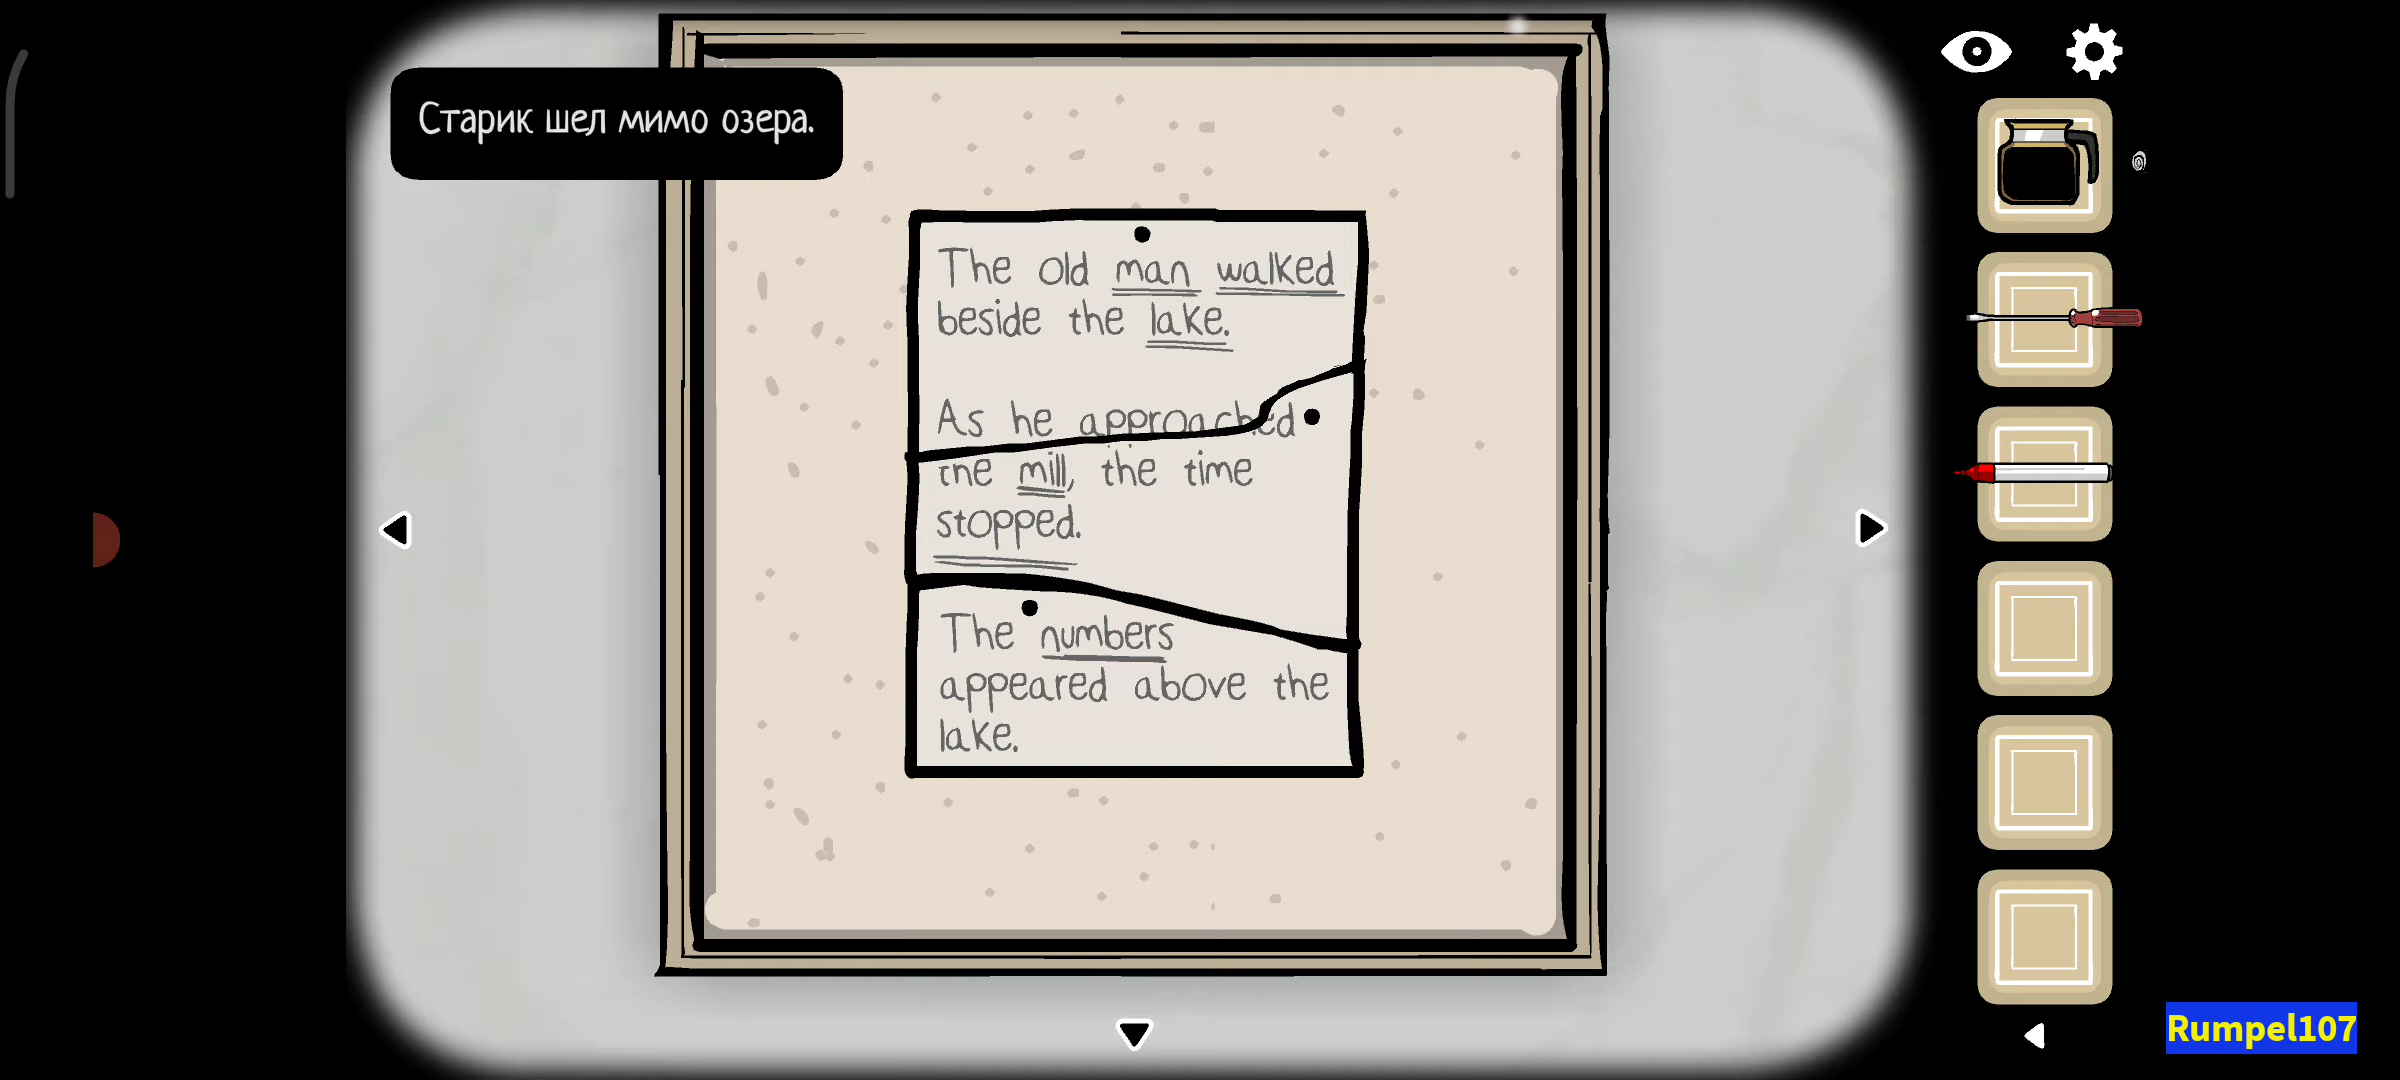 Старик шел мимо озера.
The old man walked
beside the lake.
As he approached
the mill, the time
stopped.
The numbers
appeared above the
lake.
Rumpel107